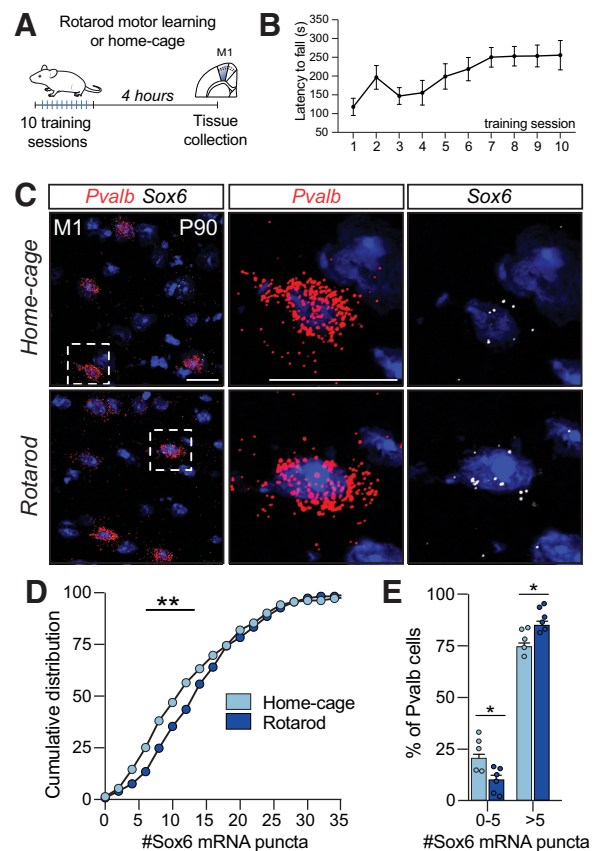 A
Rotarod motor learning
or home-cage
M1
4 hours
10 training
sessions
Tissue
collection
B
Latency to fall (s)
350
300
250
200
150
100
50
training session
1 2 3 4 5 6 7 8 9 10
C
Pvalb Sox6
Pvalb
Sox6
M1
P90
Home-cage
Rotarod
D
Cumulative distribution
100
75
50
25
0
**
Home-cage
Rotarod
0 5 10 15 20 25 30 35
#Sox6 mRNA puncta
E
% of Pvalb cells
100
75
50
25
0
*
*
0-5 >5
#Sox6 mRNA puncta